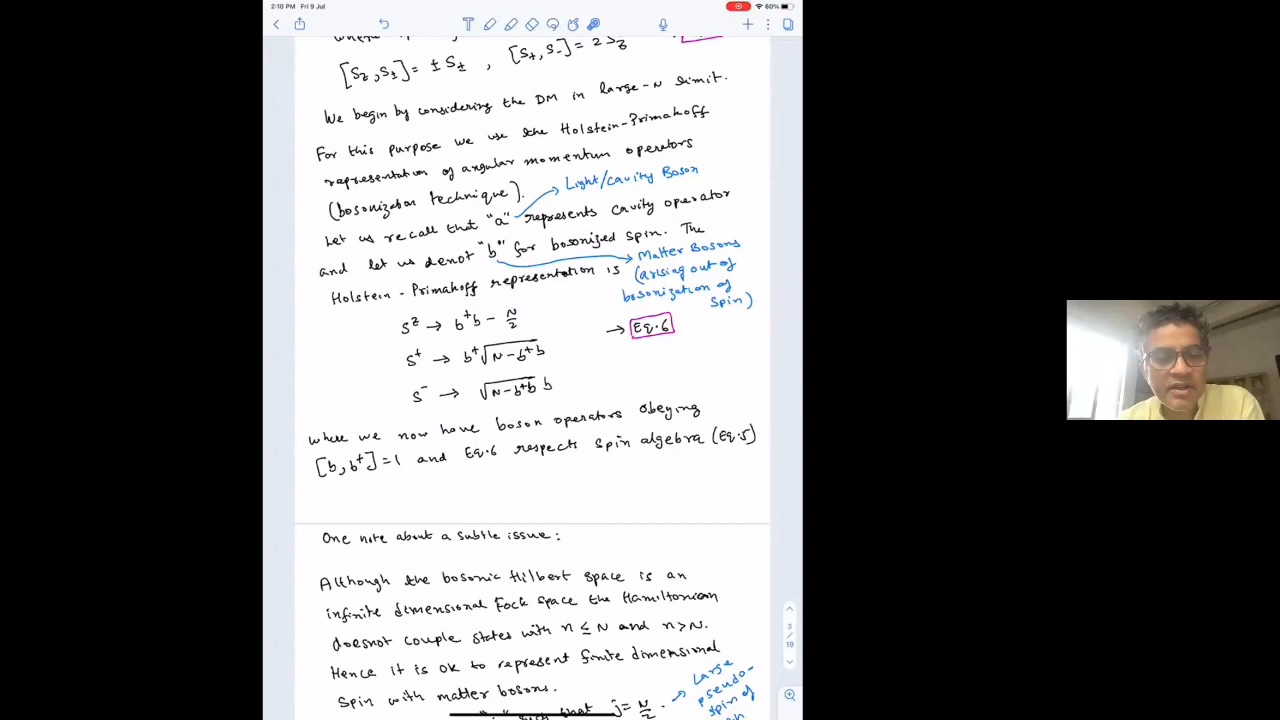 2:10 PM Fri 9 Jul
60%
[S_z, S_±] = ± S_± , [S_+, S_-] = 2 S_z
We begin by considering the DM in large-N limit.
For this purpose we use the Holstein-Primakoff
representation of angular momentum operators
(bosonization technique).
Light/cavity Boson
Let us recall that "a" represents cavity operator
and let us denot "b" for bosonized spin. The
Holstein-Primakoff representation is
Matter Bosons
(arising out of
bosonization of
Spin)
S^z → b†b - N/2
S^+ → b†√(N-b†b)
→ Eq.6
S^- → √(N-b†b) b
where we now have boson operators obeying
[b, b†]=1 and Eq.6 respects spin algebra (Eq.5)
One note about a subtle issue:
Although the bosonic Hilbert space is an
infinite dimensional Fock space the Hamiltonian
doesnot couple states with n ≤ N and n > N.
Hence it is ok to represent finite dimensional
Spin with matter bosons.
that j = N/2 .
→ Large
pseudo-
spin of
3
/
19